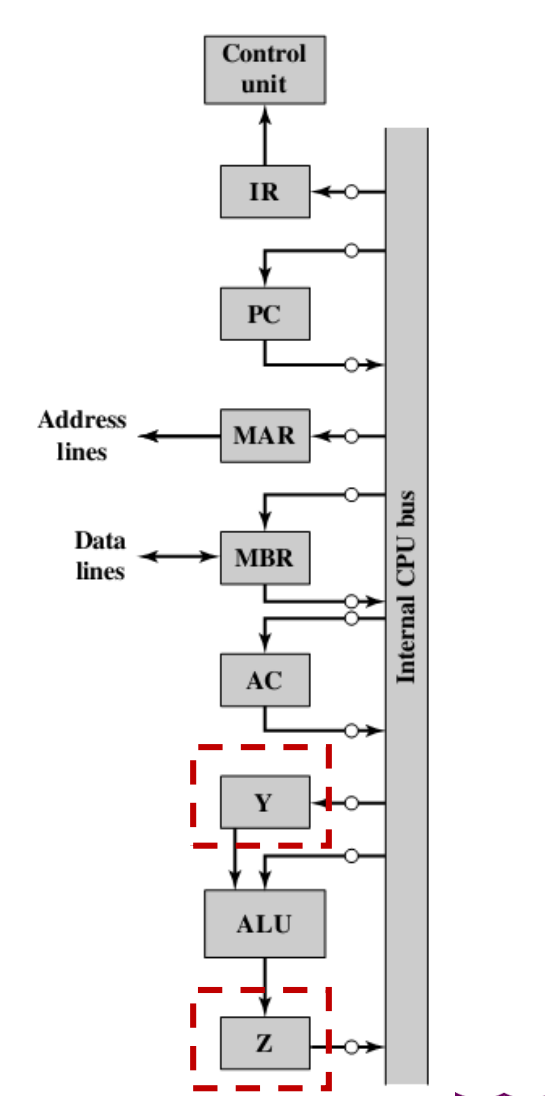 Control
unit
IR
PC
Address
lines
MAR
Data
lines
MBR
Internal CPU bus
AC
Y
ALU
Z